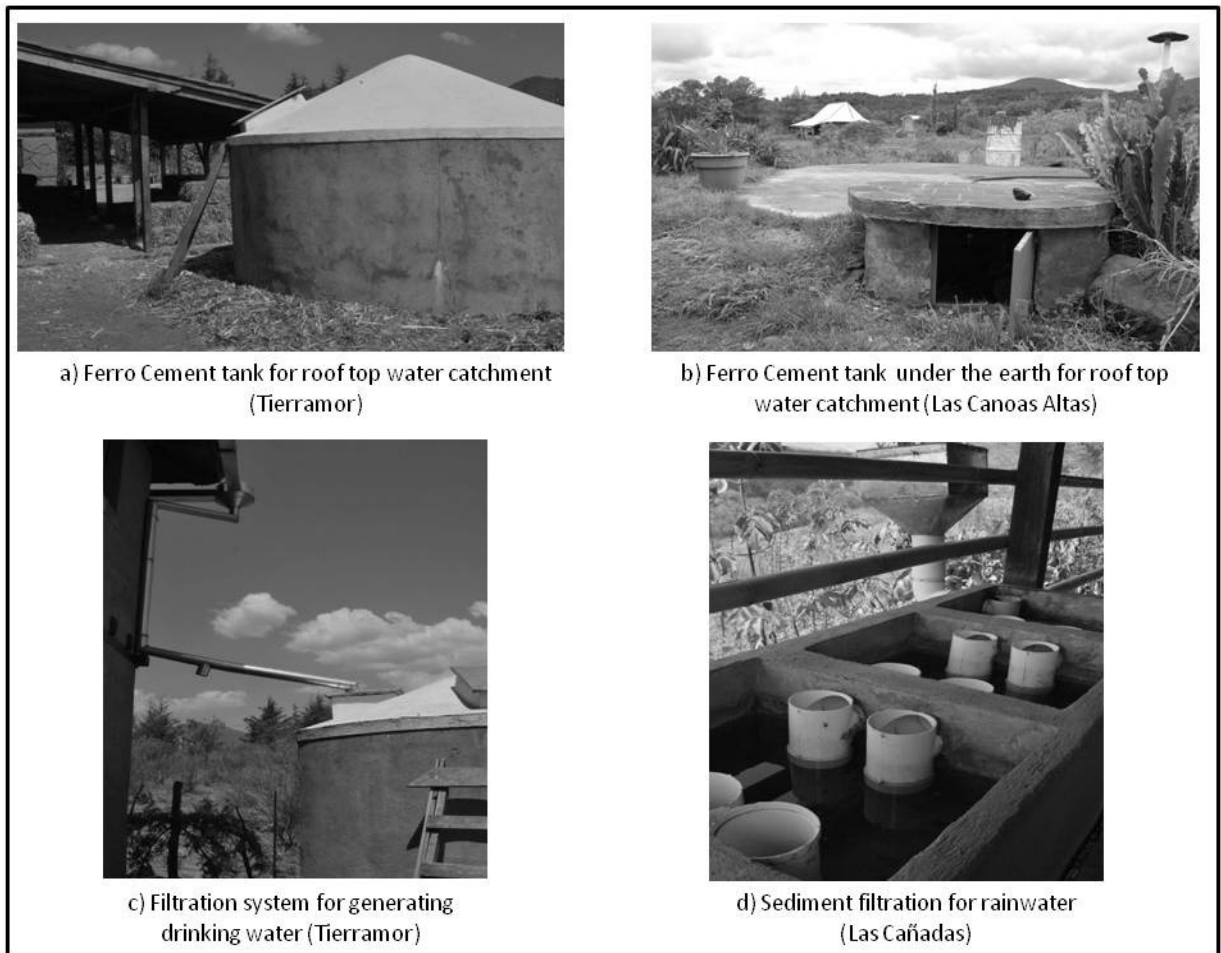 a) Ferro Cement tank for roof top water catchment
(Tierramor)
b) Ferro Cement tank under the earth for roof top
water catchment (Las Canoas Altas)
c) Filtration system for generating
drinking water (Tierramor)
d) Sediment filtration for rainwater
(Las Cañadas)